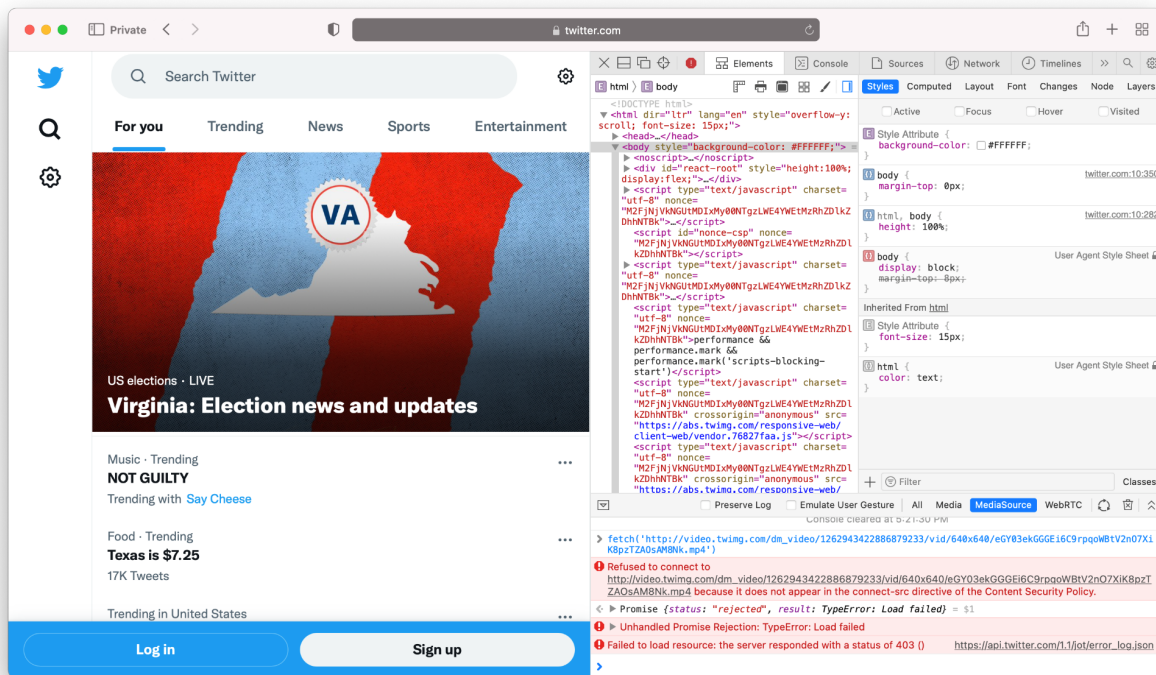 Private
twitter.com
Search Twitter
For you Trending News Sports Entertainment
VA
US elections · LIVE
Virginia: Election news and updates
Music · Trending
NOT GUILTY
Trending with Say Cheese
Food · Trending
Texas is $7.25
17K Tweets
Trending in United States
Log in Sign up
Elements Console Sources Network Timelines
html body
<!DOCTYPE html>
<html dir="ltr" lang="en" style="overflow-y:
scroll; font-size: 15px;">
<head>…</head>
<body style="background-color: #FFFFFF;"> =
<noscript>…</noscript>
<div id="react-root" style="height:100%;
display:flex;">…</div>
<script type="text/javascript" charset=
"utf-8" nonce=
…</script>
<script id="nonce-csp" nonce=
></script>
<script type="text/javascript" charset=
"utf-8" nonce=
…</script>
<script type="text/javascript" charset=
"utf-8" nonce=
>performance &&
performance.mark &&
performance.mark('scripts-blocking-
start')</script>
<script type="text/javascript" charset=
"utf-8" nonce=
crossorigin="anonymous" src=
"https://abs.twimg.com/responsive-web/
client-web/vendor.76827faa.js"></script>
<script type="text/javascript" charset=
"utf-8" nonce=
crossorigin="anonymous" src=
"https://abs.twimg.com/responsive-web/
Styles Computed Layout Font Changes Node Layers
Active Focus Hover Visited
Style Attribute {
background-color: #FFFFFF;
}
body { twitter.com:10:350
margin-top: 0px;
}
html, body { twitter.com:10:282
height: 100%;
}
body { User Agent Style Sheet
display: block;
margin-top: 8px;
}
Inherited From html
Style Attribute {
font-size: 15px;
}
html { User Agent Style Sheet
color: text;
}
Filter Classes
Preserve Log Emulate User Gesture All Media MediaSource WebRTC
Console cleared at 5:21:30 PM
fetch('http://video.twimg.com/dm_video/1262943422886879233/vid/640x640/eGY03ekGGGEi6C9rpqoWBtV2nO7Xi
K8pzTZAOsAM8Nk.mp4')
Refused to connect to
http://video.twimg.com/dm_video/1262943422886879233/vid/640x640/eGY03ekGGGEi6C9rpqoWBtV2nO7XiK8pzT
ZAOsAM8Nk.mp4 because it does not appear in the connect-src directive of the Content Security Policy.
Promise {status: "rejected", result: TypeError: Load failed} = $1
Unhandled Promise Rejection: TypeError: Load failed
Failed to load resource: the server responded with a status of 403 () https://api.twitter.com/1.1/jot/error_log.json